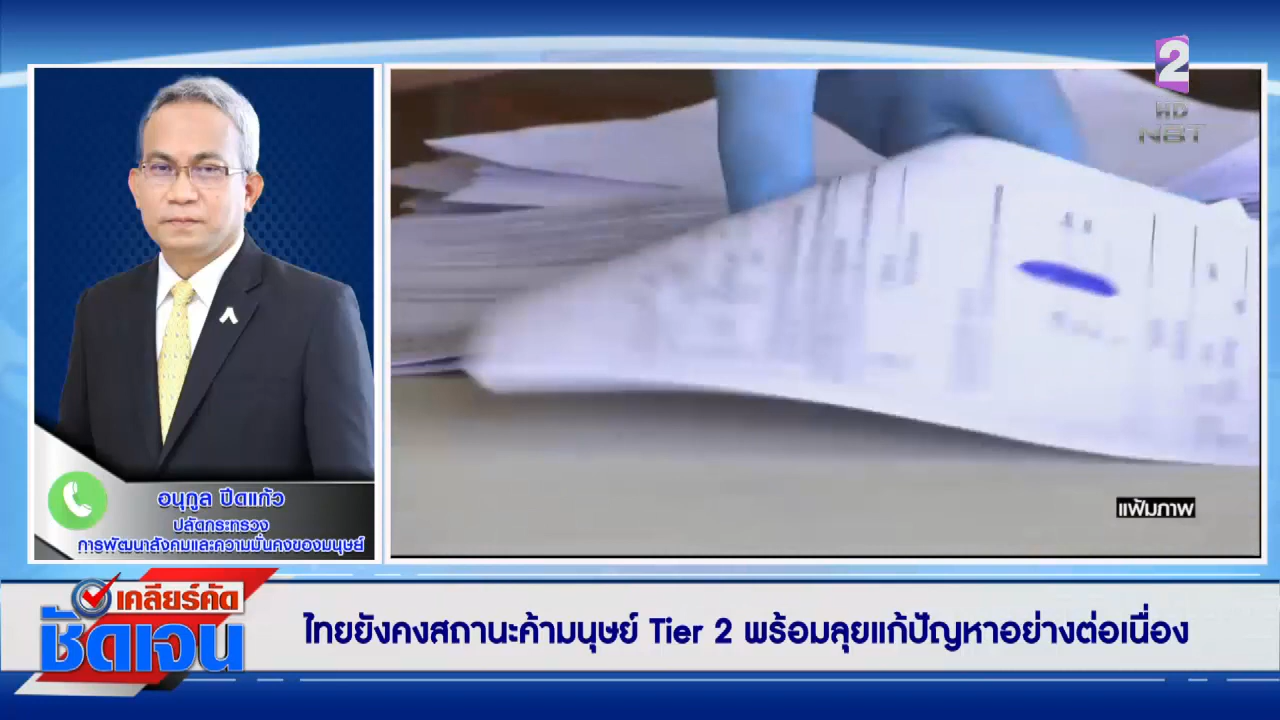 2
HD
NBT
อนุกูล ปีดแก้ว
ปลัดกระทรวง
การพัฒนาสังคมและความมั่นคงของมนุษย์
แฟ้มภาพ
เคลียร์คัด
ชัดเจน
ไทยยังคงสถานะค้ามนุษย์ Tier 2 พร้อมลุยแก้ปัญหาอย่างต่อเนื่อง